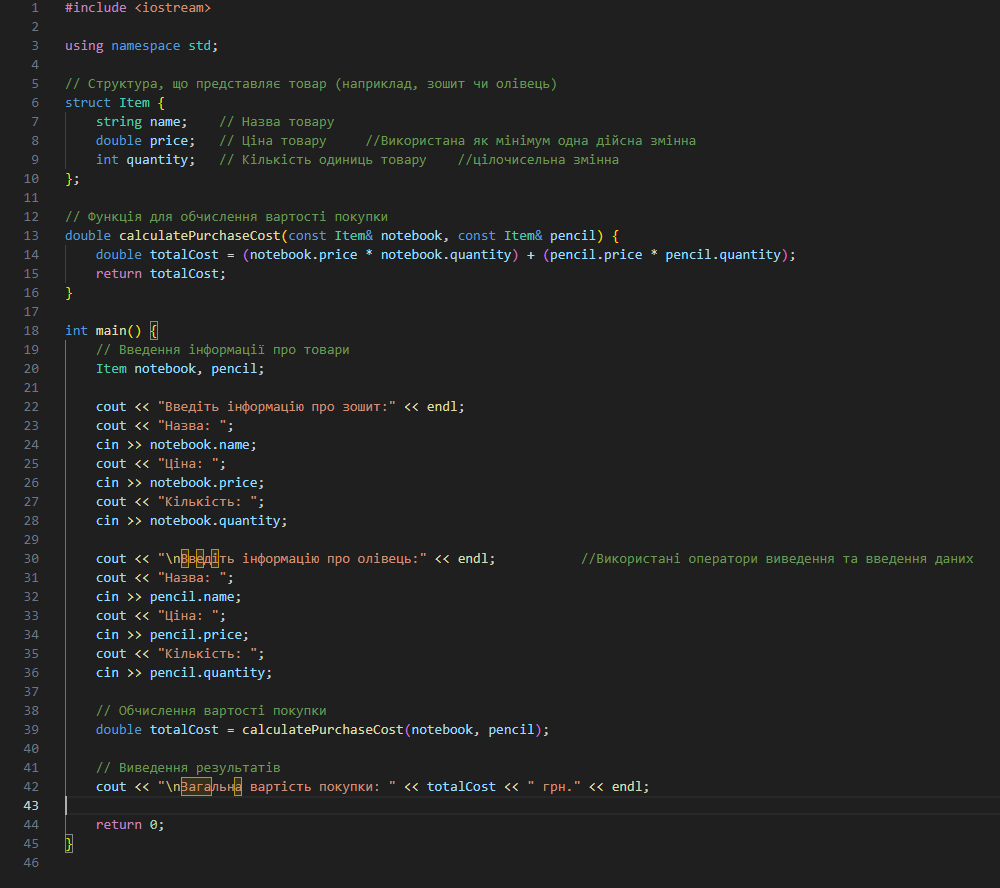 1 #include <iostream>
2
3 using namespace std;
4
5 // Структура, що представляє товар (наприклад, зошит чи олівець)
6 struct Item {
7     string name;    // Назва товару
8     double price;   // Ціна товару     //Використана як мінімум одна дійсна змінна
9     int quantity;   // Кількість одиниць товару    //цілочисельна змінна
10 };
11
12 // Функція для обчислення вартості покупки
13 double calculatePurchaseCost(const Item& notebook, const Item& pencil) {
14     double totalCost = (notebook.price * notebook.quantity) + (pencil.price * pencil.quantity);
15     return totalCost;
16 }
17
18 int main() {
19     // Введення інформації про товари
20     Item notebook, pencil;
21
22     cout << "Введіть інформацію про зошит:" << endl;
23     cout << "Назва: ";
24     cin >> notebook.name;
25     cout << "Ціна: ";
26     cin >> notebook.price;
27     cout << "Кількість: ";
28     cin >> notebook.quantity;
29
30     cout << "\nВведіть інформацію про олівець:" << endl;           //Використані оператори виведення та введення даних
31     cout << "Назва: ";
32     cin >> pencil.name;
33     cout << "Ціна: ";
34     cin >> pencil.price;
35     cout << "Кількість: ";
36     cin >> pencil.quantity;
37
38     // Обчислення вартості покупки
39     double totalCost = calculatePurchaseCost(notebook, pencil);
40
41     // Виведення результатів
42     cout << "\nЗагальна вартість покупки: " << totalCost << " грн." << endl;
43
44     return 0;
45 }
46